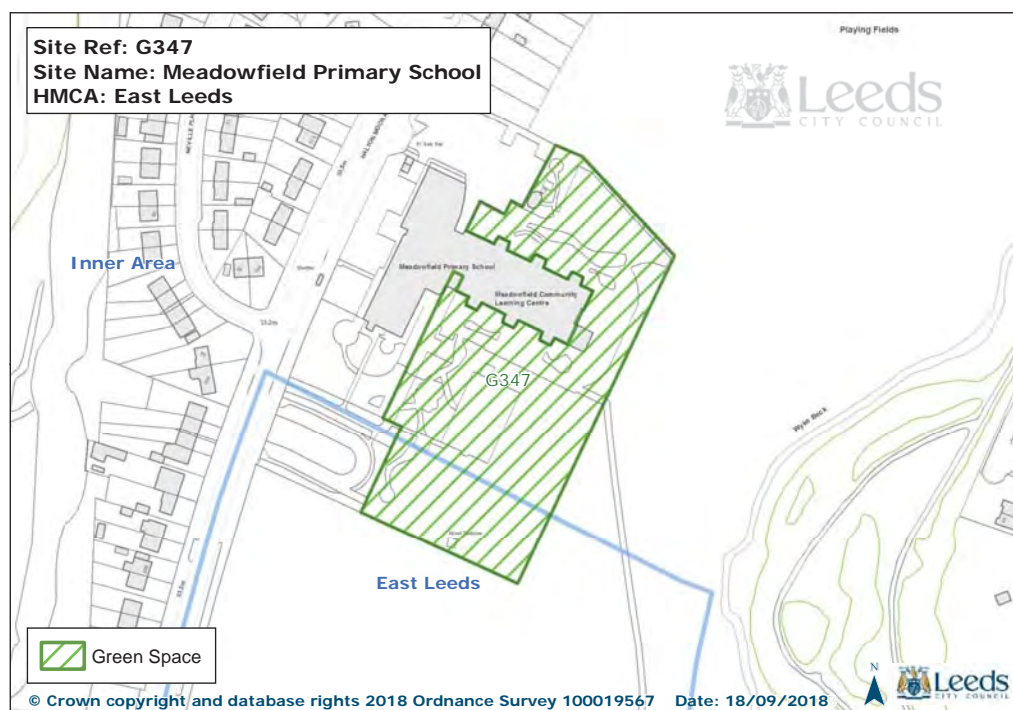 Site Ref: G347
Site Name: Meadowfield Primary School
HMCA: East Leeds
Playing Fields
Leeds
CITY COUNCIL
NEVILLE
Inner Area
Shelter
Meadowfield Primary School
Meadowfield Community
Learning Centre
G347
Wyke Beck
East Leeds
Green Space
N
Leeds
CITY COUNCIL
© Crown copyright and database rights 2018 Ordnance Survey 100019567 Date: 18/09/2018